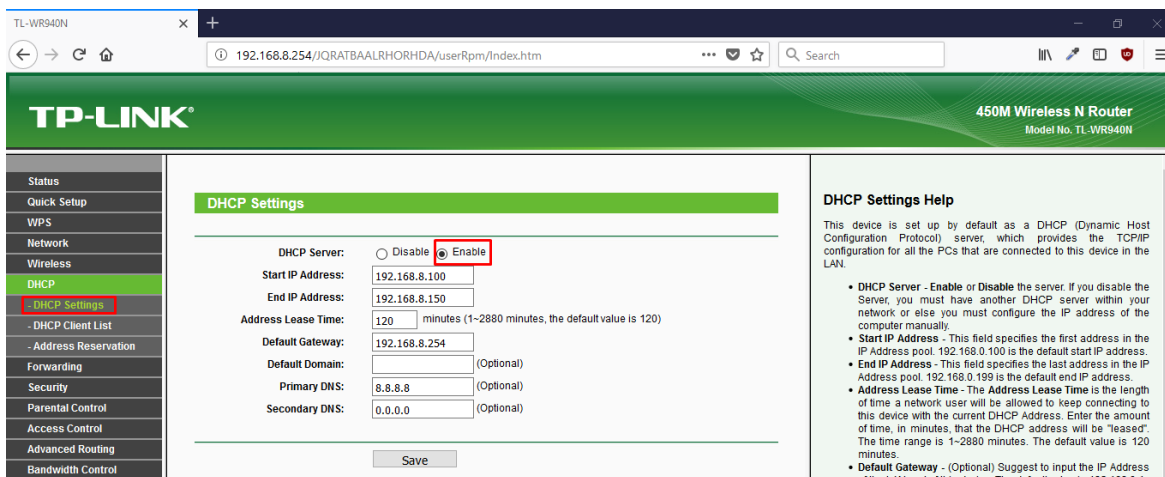 TL-WR940N
192.168.8.254/JQRATBAALRHORHDA/userRpm/Index.htm
Search
TP-LINK®
450M Wireless N Router
Model No. TL-WR940N
Status
Quick Setup
WPS
Network
Wireless
DHCP
- DHCP Settings
- DHCP Client List
- Address Reservation
Forwarding
Security
Parental Control
Access Control
Advanced Routing
Bandwidth Control
DHCP Settings
DHCP Server: Disable Enable
Start IP Address: 192.168.8.100
End IP Address: 192.168.8.150
Address Lease Time: 120 minutes (1~2880 minutes, the default value is 120)
Default Gateway: 192.168.8.254
Default Domain: (Optional)
Primary DNS: 8.8.8.8 (Optional)
Secondary DNS: 0.0.0.0 (Optional)
Save
DHCP Settings Help
This device is set up by default as a DHCP (Dynamic Host
Configuration Protocol) server, which provides the TCP/IP
configuration for all the PCs that are connected to this device in the
LAN.
• DHCP Server - Enable or Disable the server. If you disable the
Server, you must have another DHCP server within your
network or else you must configure the IP address of the
computer manually.
• Start IP Address - This field specifies the first address in the
IP Address pool. 192.168.0.100 is the default start IP address.
• End IP Address - This field specifies the last address in the IP
Address pool. 192.168.0.199 is the default end IP address.
• Address Lease Time - The Address Lease Time is the length
of time a network user will be allowed to keep connecting to
this device with the current DHCP Address. Enter the amount
of time, in minutes, that the DHCP address will be "leased".
The time range is 1~2880 minutes. The default value is 120
minutes.
• Default Gateway - (Optional) Suggest to input the IP Address